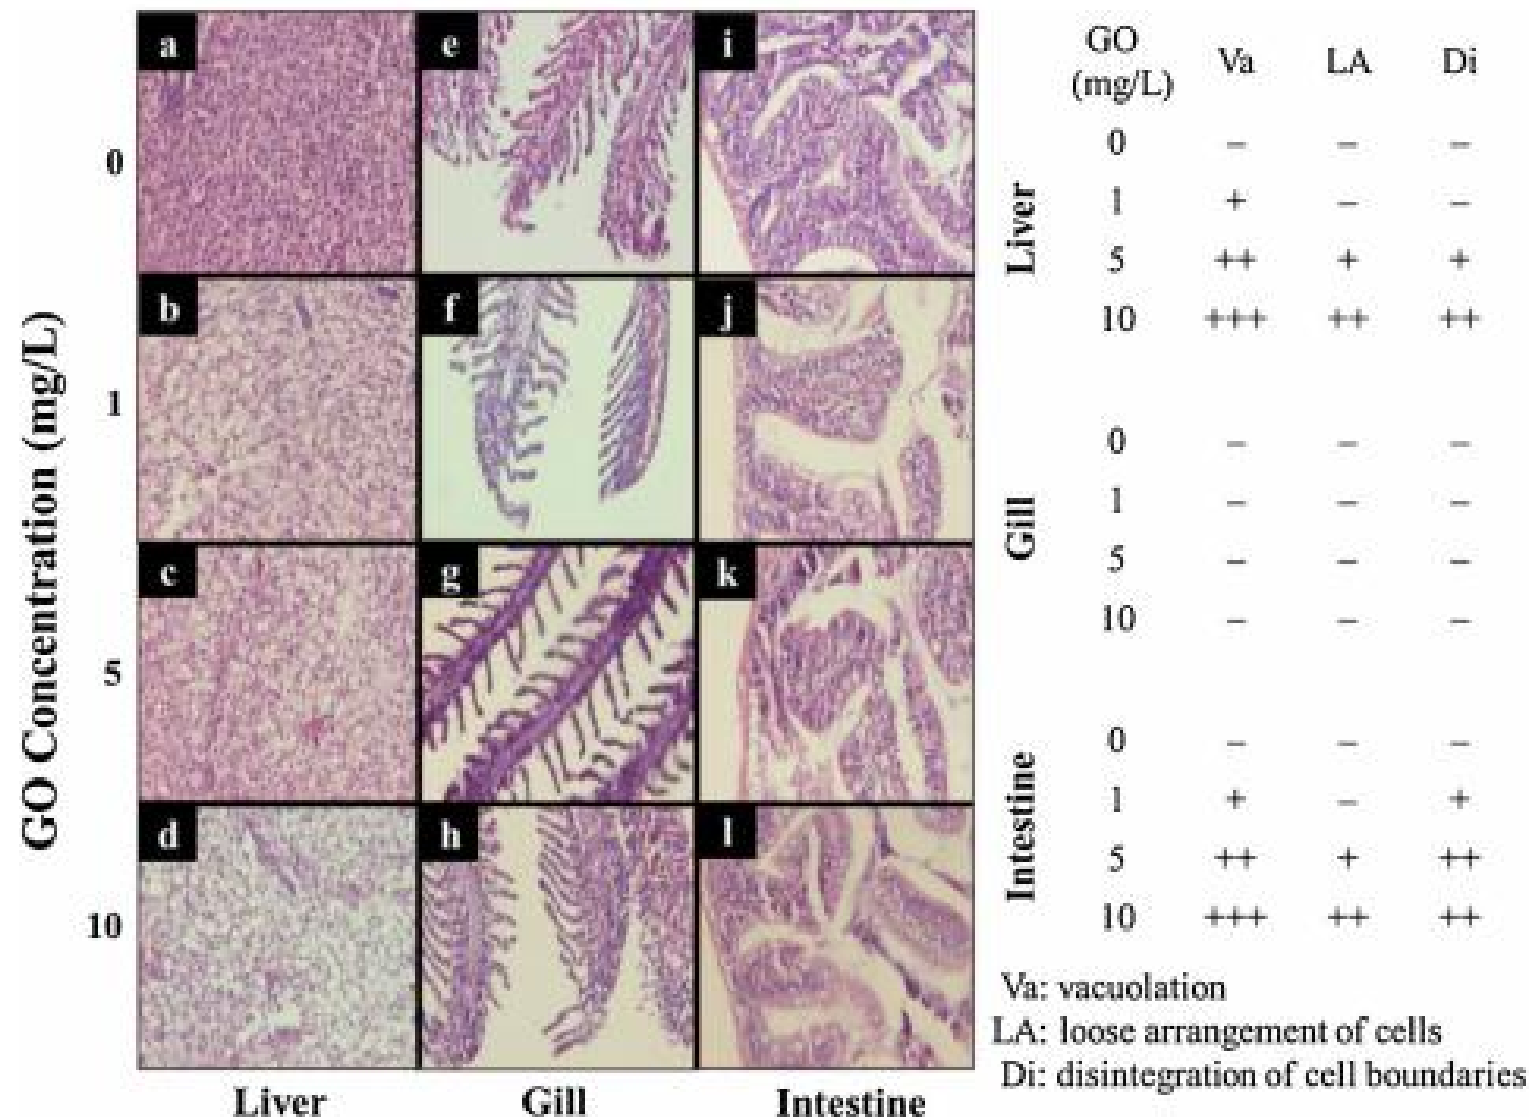 GO Concentration (mg/L)
0
1
5
10
a
e
i
b
f
j
c
g
k
d
h
l
Liver
Gill
Intestine
GO
(mg/L)
Va
LA
Di
Liver
0 – – –
1 + – –
5 ++ + +
10 +++ ++ ++
Gill
0 – – –
1 – – –
5 – – –
10 – – –
Intestine
0 – – –
1 + – +
5 ++ + ++
10 +++ ++ ++
Va: vacuolation
LA: loose arrangement of cells
Di: disintegration of cell boundaries